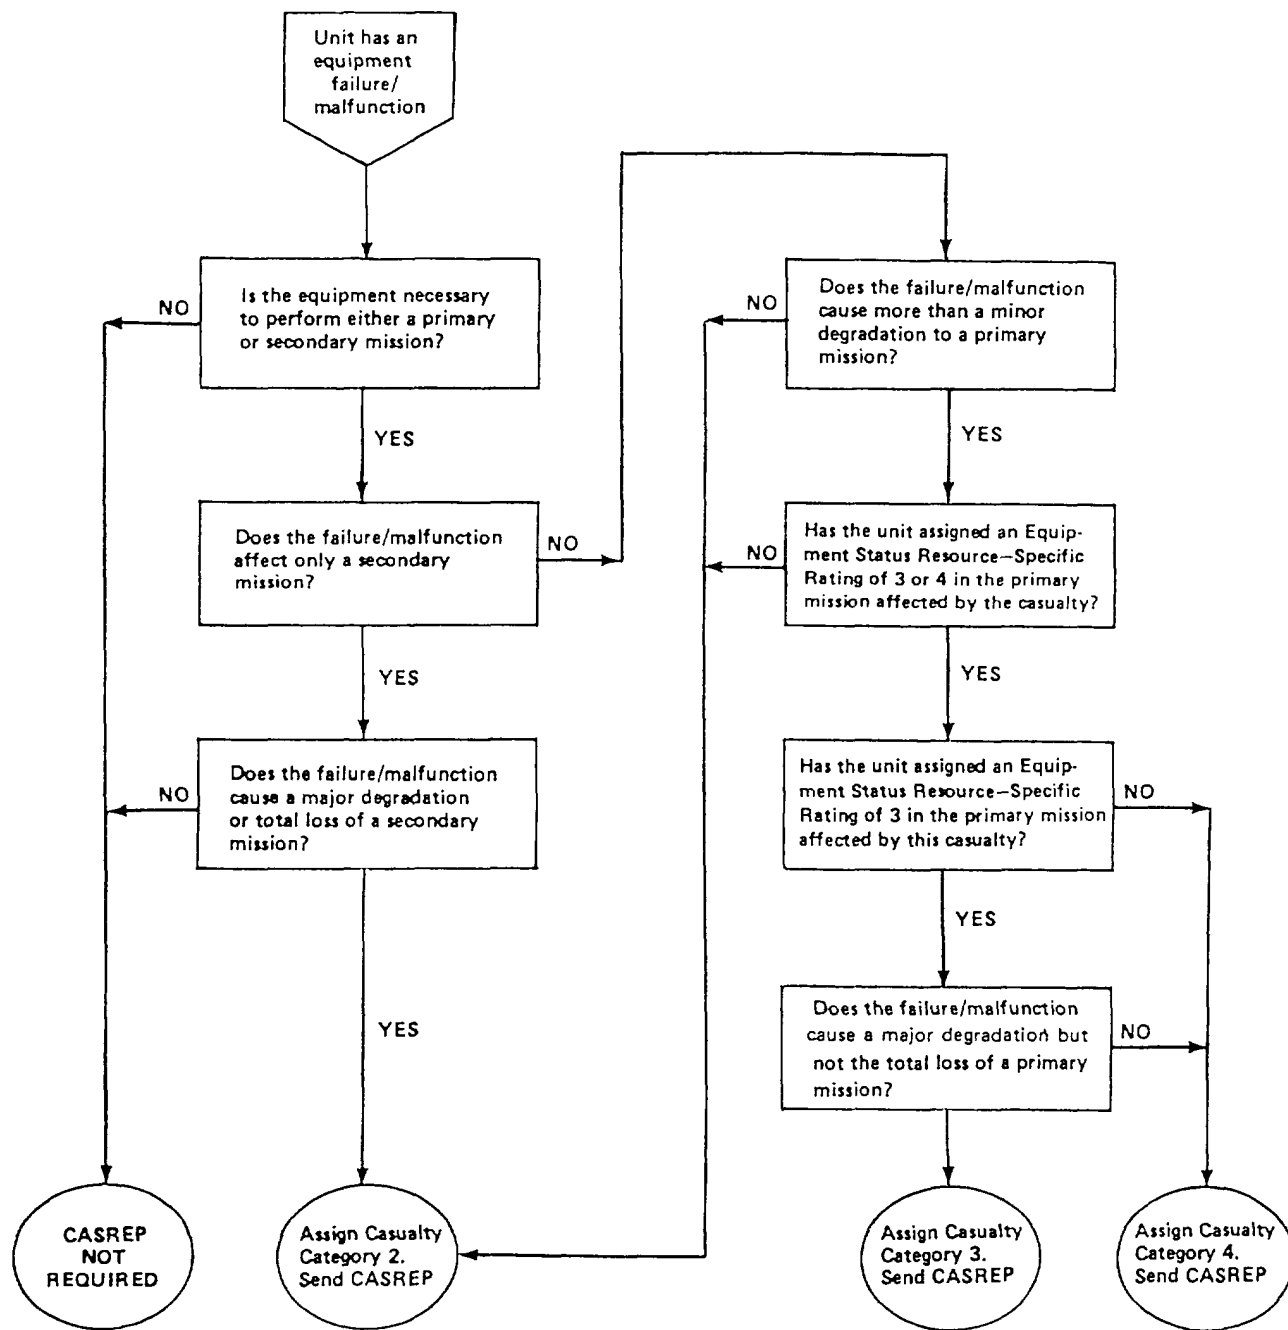 Unit has an
equipment
failure/
malfunction
Is the equipment necessary
to perform either a primary
or secondary mission?
NO
YES
Does the failure/malfunction
affect only a secondary
mission?
NO
YES
Does the failure/malfunction
cause a major degradation
or total loss of a secondary
mission?
NO
YES
Does the failure/malfunction
cause more than a minor
degradation to a primary
mission?
NO
YES
Has the unit assigned an Equip-
ment Status Resource—Specific
Rating of 3 or 4 in the primary
mission affected by the casualty?
NO
YES
Has the unit assigned an Equip-
ment Status Resource—Specific
Rating of 3 in the primary mission
affected by this casualty?
NO
YES
Does the failure/malfunction
cause a major degradation but
not the total loss of a primary
mission?
NO
CASREP
NOT
REQUIRED
Assign Casualty
Category 2.
Send CASREP
Assign Casualty
Category 3.
Send CASREP
Assign Casualty
Category 4.
Send CASREP